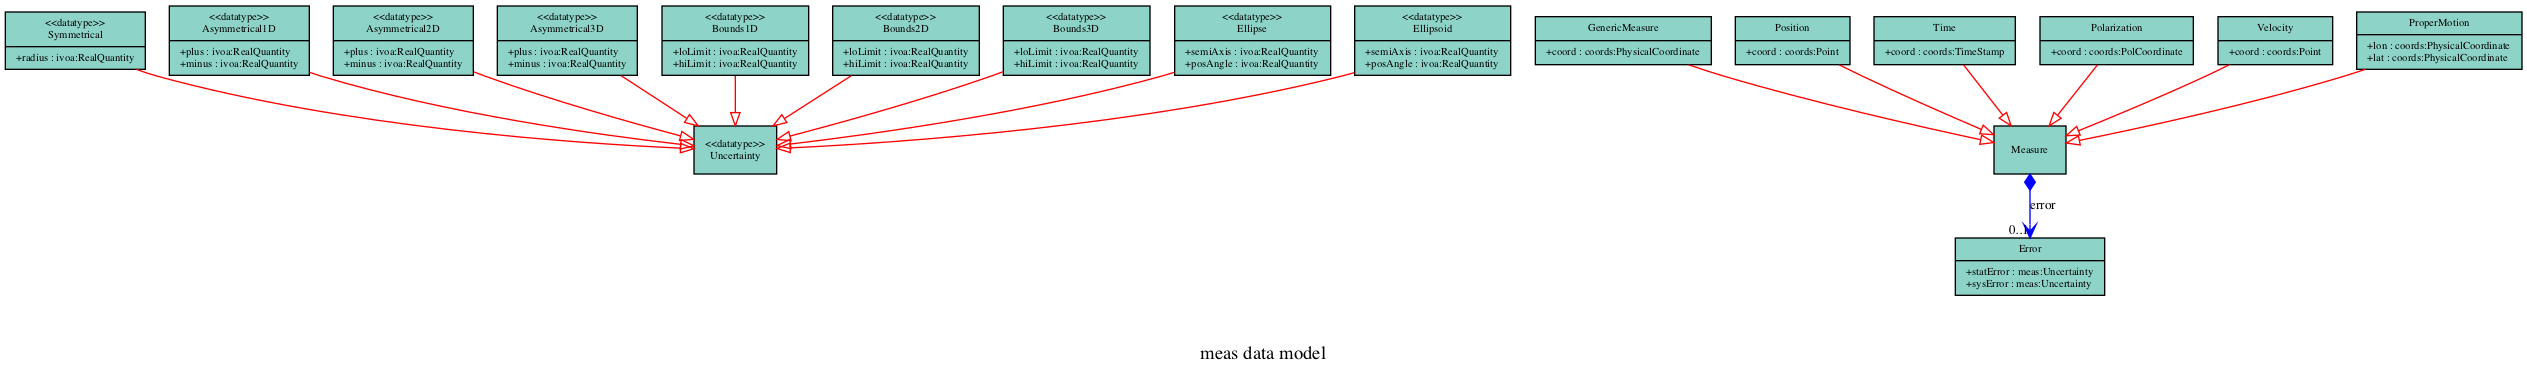 <<datatype>>
Symmetrical
+radius : ivoa:RealQuantity
<<datatype>>
Asymmetrical1D
+plus : ivoa:RealQuantity
+minus : ivoa:RealQuantity
<<datatype>>
Asymmetrical2D
+plus : ivoa:RealQuantity
+minus : ivoa:RealQuantity
<<datatype>>
Asymmetrical3D
+plus : ivoa:RealQuantity
+minus : ivoa:RealQuantity
<<datatype>>
Bounds1D
+loLimit : ivoa:RealQuantity
+hiLimit : ivoa:RealQuantity
<<datatype>>
Bounds2D
+loLimit : ivoa:RealQuantity
+hiLimit : ivoa:RealQuantity
<<datatype>>
Bounds3D
+loLimit : ivoa:RealQuantity
+hiLimit : ivoa:RealQuantity
<<datatype>>
Ellipse
+semiAxis : ivoa:RealQuantity
+posAngle : ivoa:RealQuantity
<<datatype>>
Ellipsoid
+semiAxis : ivoa:RealQuantity
+posAngle : ivoa:RealQuantity
GenericMeasure
+coord : coords:PhysicalCoordinate
Position
+coord : coords:Point
Time
+coord : coords:TimeStamp
Polarization
+coord : coords:PolCoordinate
Velocity
+coord : coords:Point
ProperMotion
+lon : coords:PhysicalCoordinate
+lat : coords:PhysicalCoordinate
<<datatype>>
Uncertainty
Measure
error
Error
+statError : meas:Uncertainty
+sysError : meas:Uncertainty
meas data model